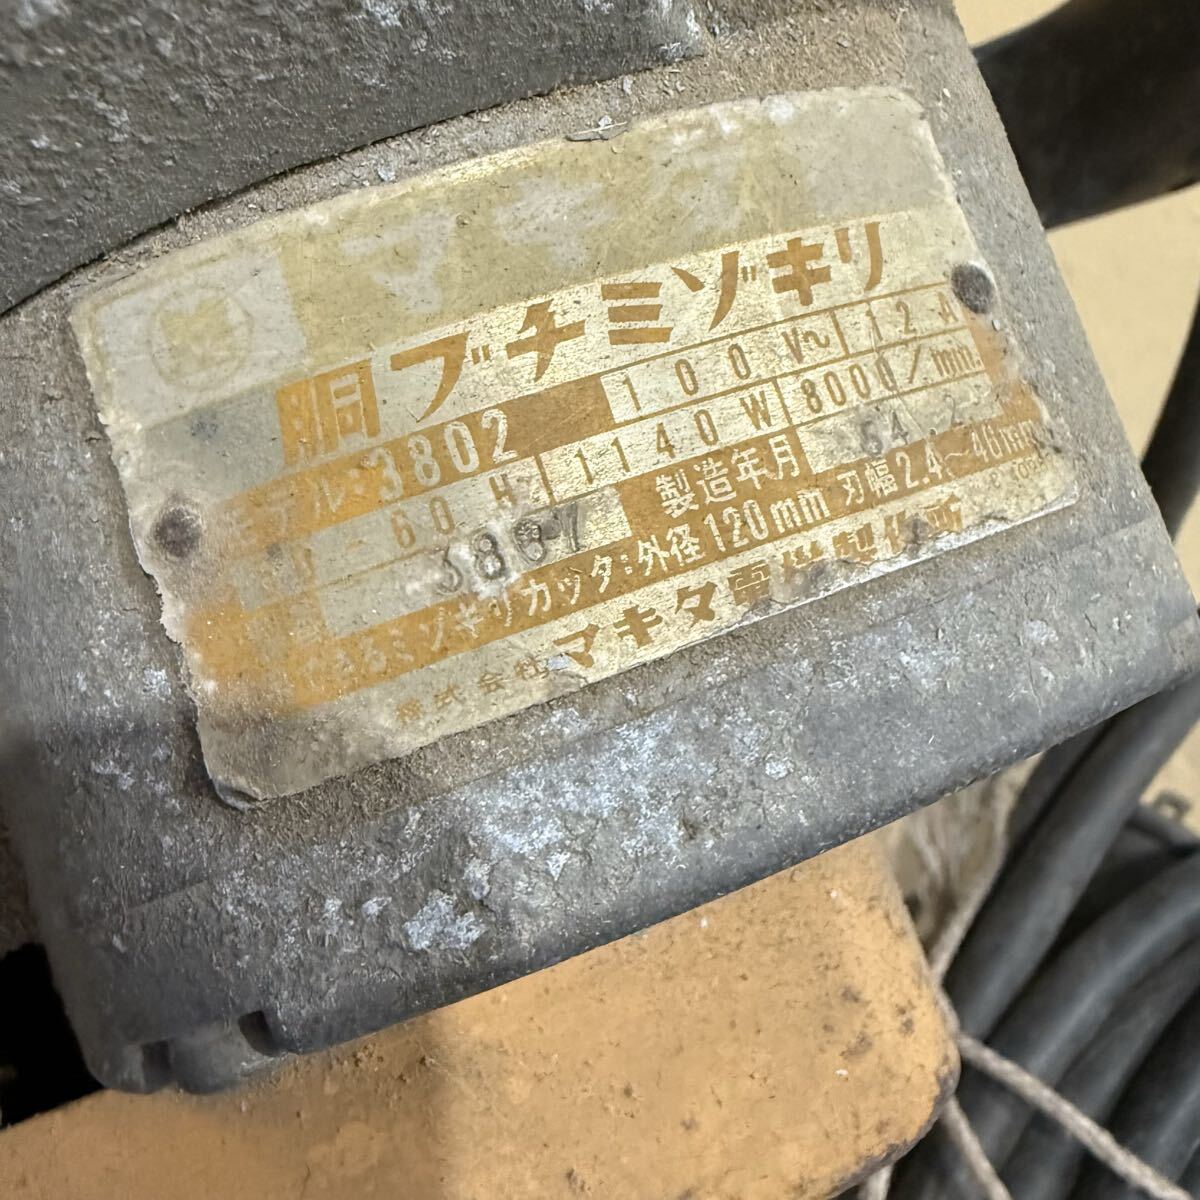 マキタ
胴ブチミゾキリ
モデル:3802 100V~ 12A
50-60Hz 1140W 8000/min.
3867 製造年月 54.2
ミゾキリカッタ:外径120mm 刃幅2.4~46mm
株式会社 マキタ電機製作所